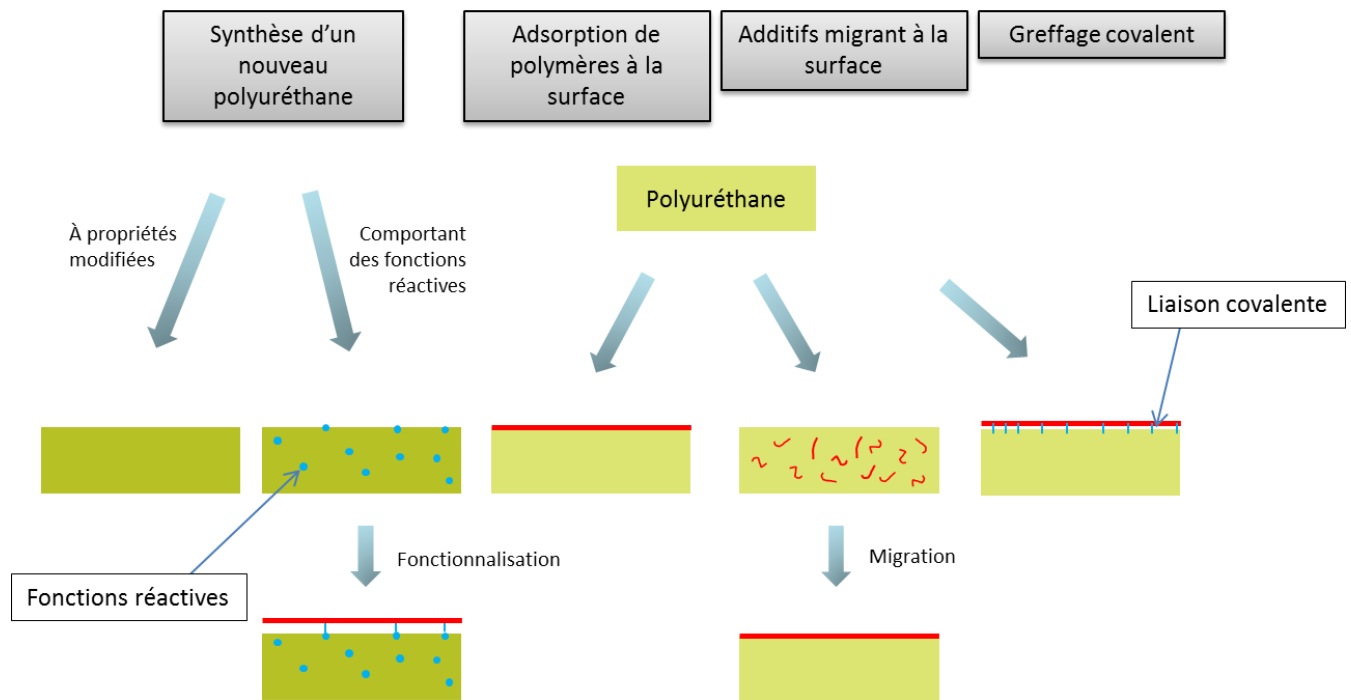 Synthèse d’un
nouveau
polyuréthane
Adsorption de
polymères à la
surface
Additifs migrant à la
surface
Greffage covalent
Polyuréthane
À propriétés
modifiées
Comportant
des fonctions
réactives
Liaison covalente
Fonctionnalisation
Migration
Fonctions réactives